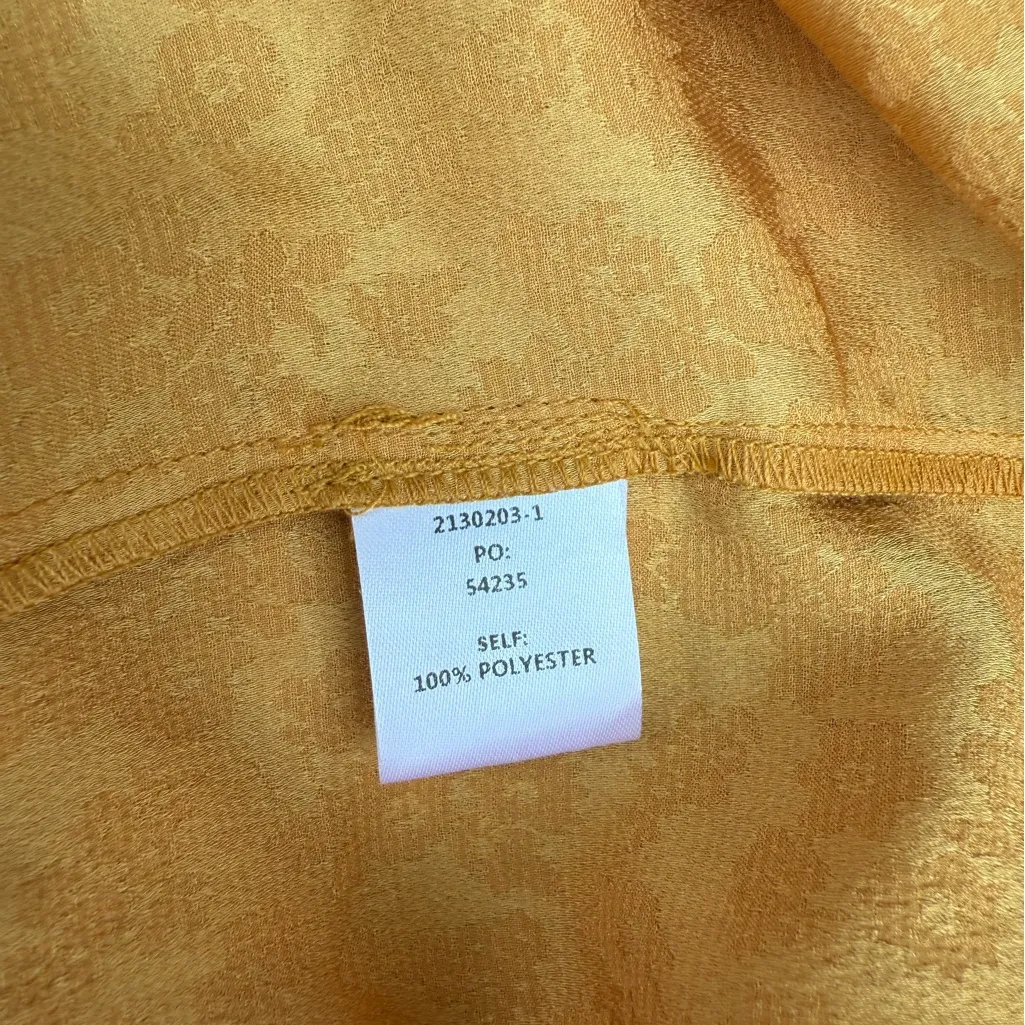 2130203-1
PO:
54235
SELF:
100% POLYESTER